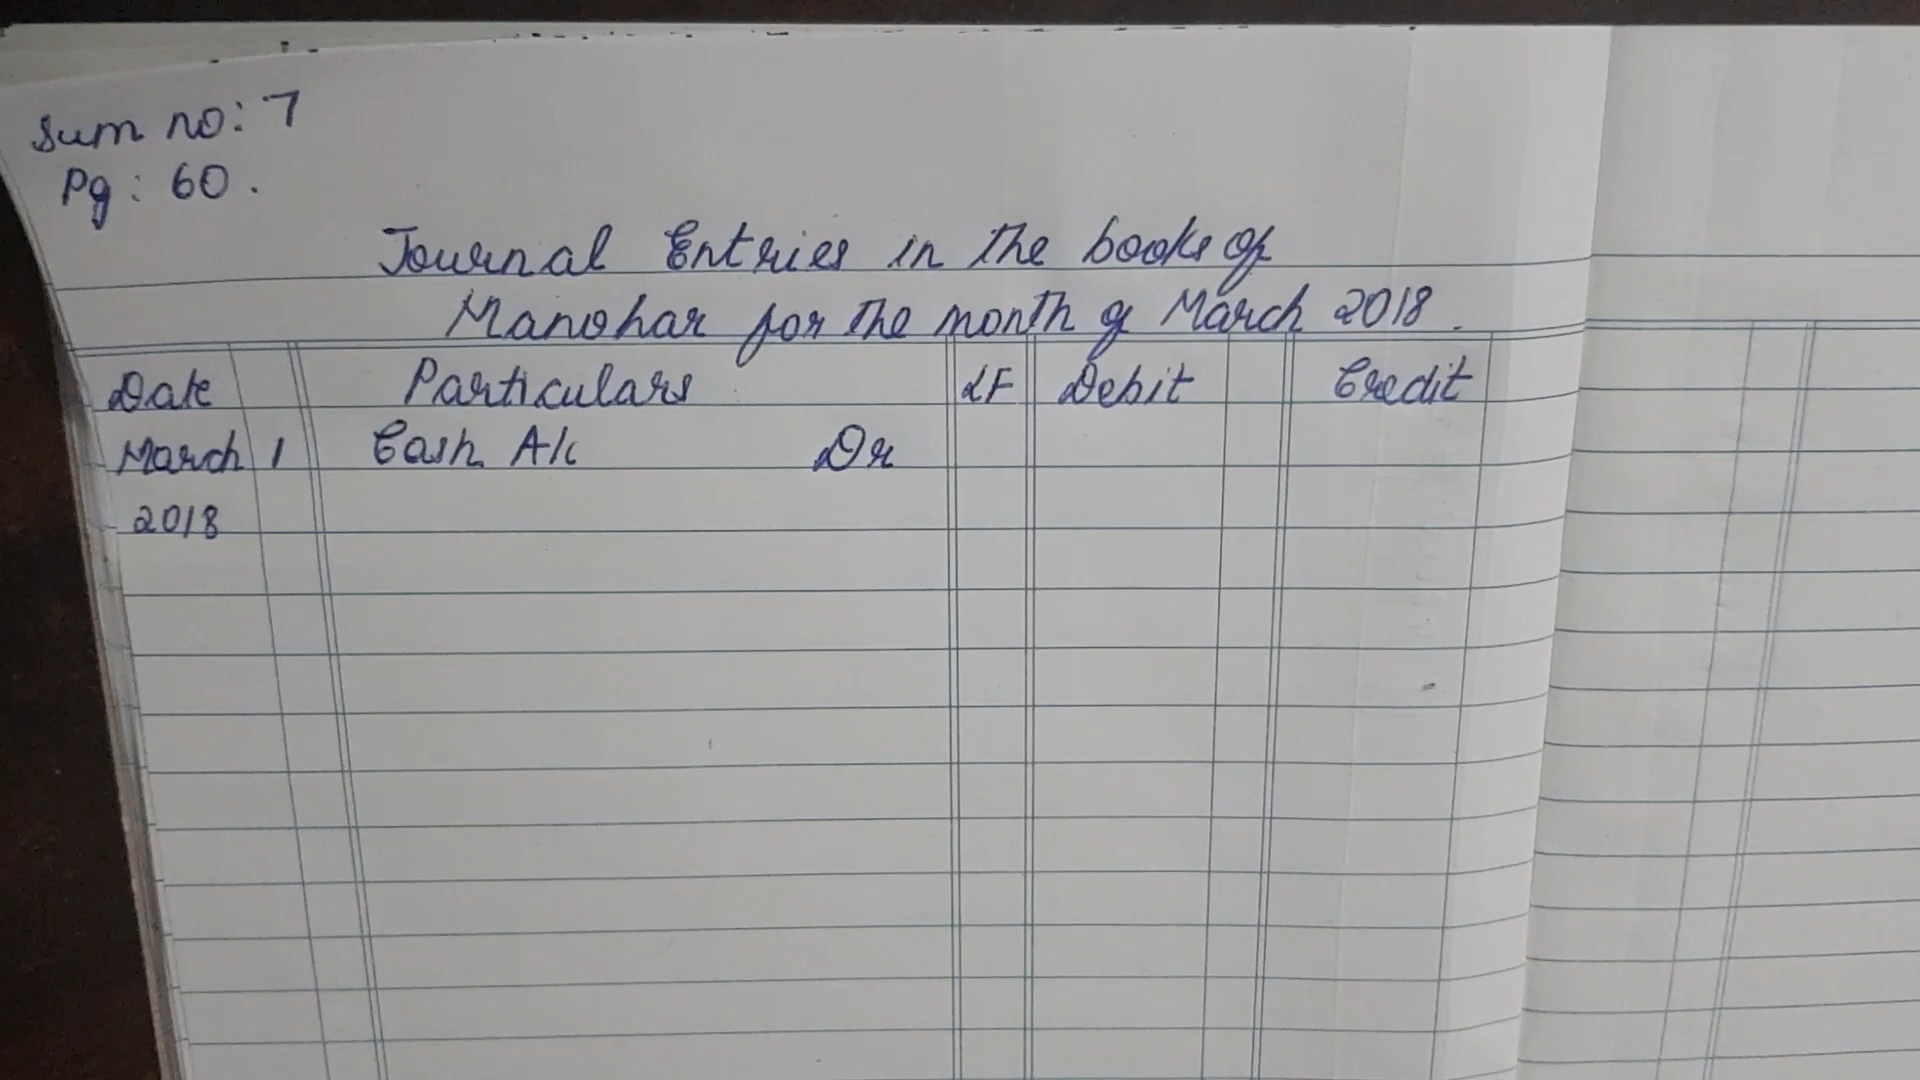 Sum no: 7
Pg: 60.
Journal Entries in the books of
Manohar for the month of March 2018.
Date Particulars LF Debit Credit
March 1 Cash A/c Dr
2018